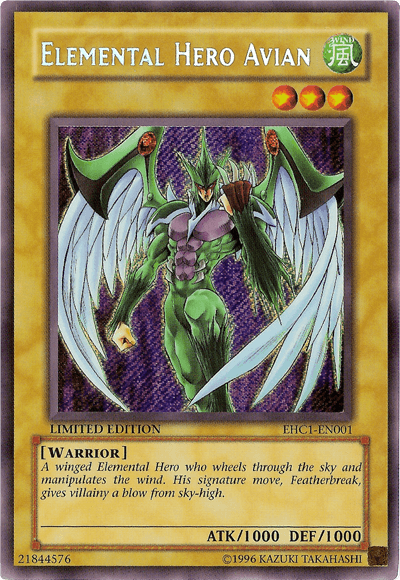 ELEMENTAL HERO AVIAN
WIND
風
LIMITED EDITION EHC1-EN001
[WARRIOR]
A winged Elemental Hero who wheels through the sky and
manipulates the wind. His signature move, Featherbreak,
gives villainy a blow from sky-high.
ATK/1000 DEF/1000
21844576 ©1996 KAZUKI TAKAHASHI